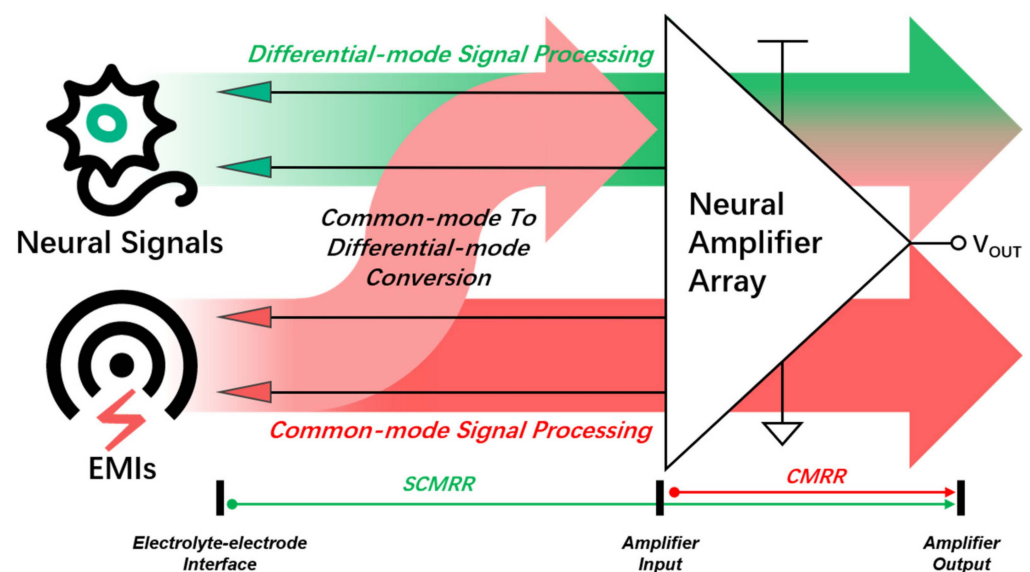 Differential-mode Signal Processing
Neural Signals
Common-mode To
Differential-mode
Conversion
Neural
Amplifier
Array
VOUT
EMIs
Common-mode Signal Processing
SCMRR
CMRR
Electrolyte-electrode
Interface
Amplifier
Input
Amplifier
Output